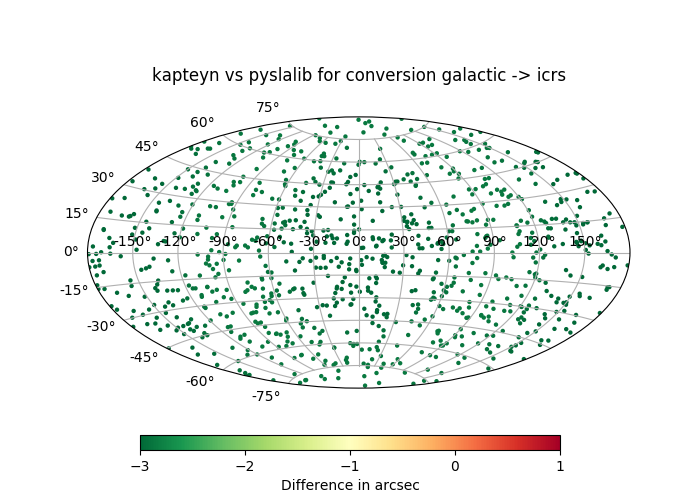 kapteyn vs pyslalib for conversion galactic -> icrs
75°
60°
45°
30°
15°
0°
-150° -120° -90° -60° -30° 0° 30° 60° 90° 120° 150°
-15°
-30°
-45°
-60°
-75°
−3 −2 −1 0 1
Difference in arcsec